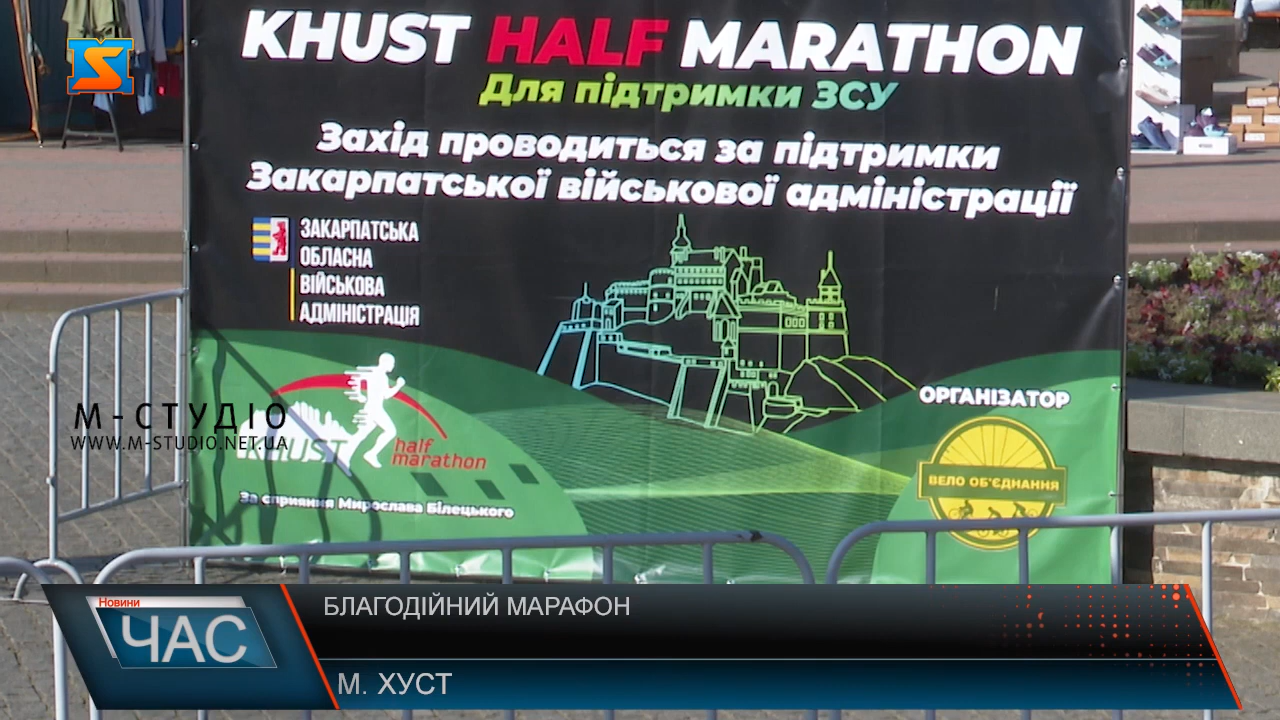 KHUST HALF MARATHON
Для підтримки ЗСУ
Захід проводиться за підтримки
Закарпатської військової адміністрації
ЗАКАРПАТСЬКА
ОБЛАСНА
ВІЙСЬКОВА
АДМІНІСТРАЦІЯ
ОРГАНІЗАТОР
М-СТУДІО
WWW.M-STUDIO.NET.UA
KHUST
half
marathon
ВЕЛО ОБ'ЄДНАННЯ
За сприяння Мирослава Білецького
Новини
ЧАС
БЛАГОДІЙНИЙ МАРАФОН
М. ХУСТ